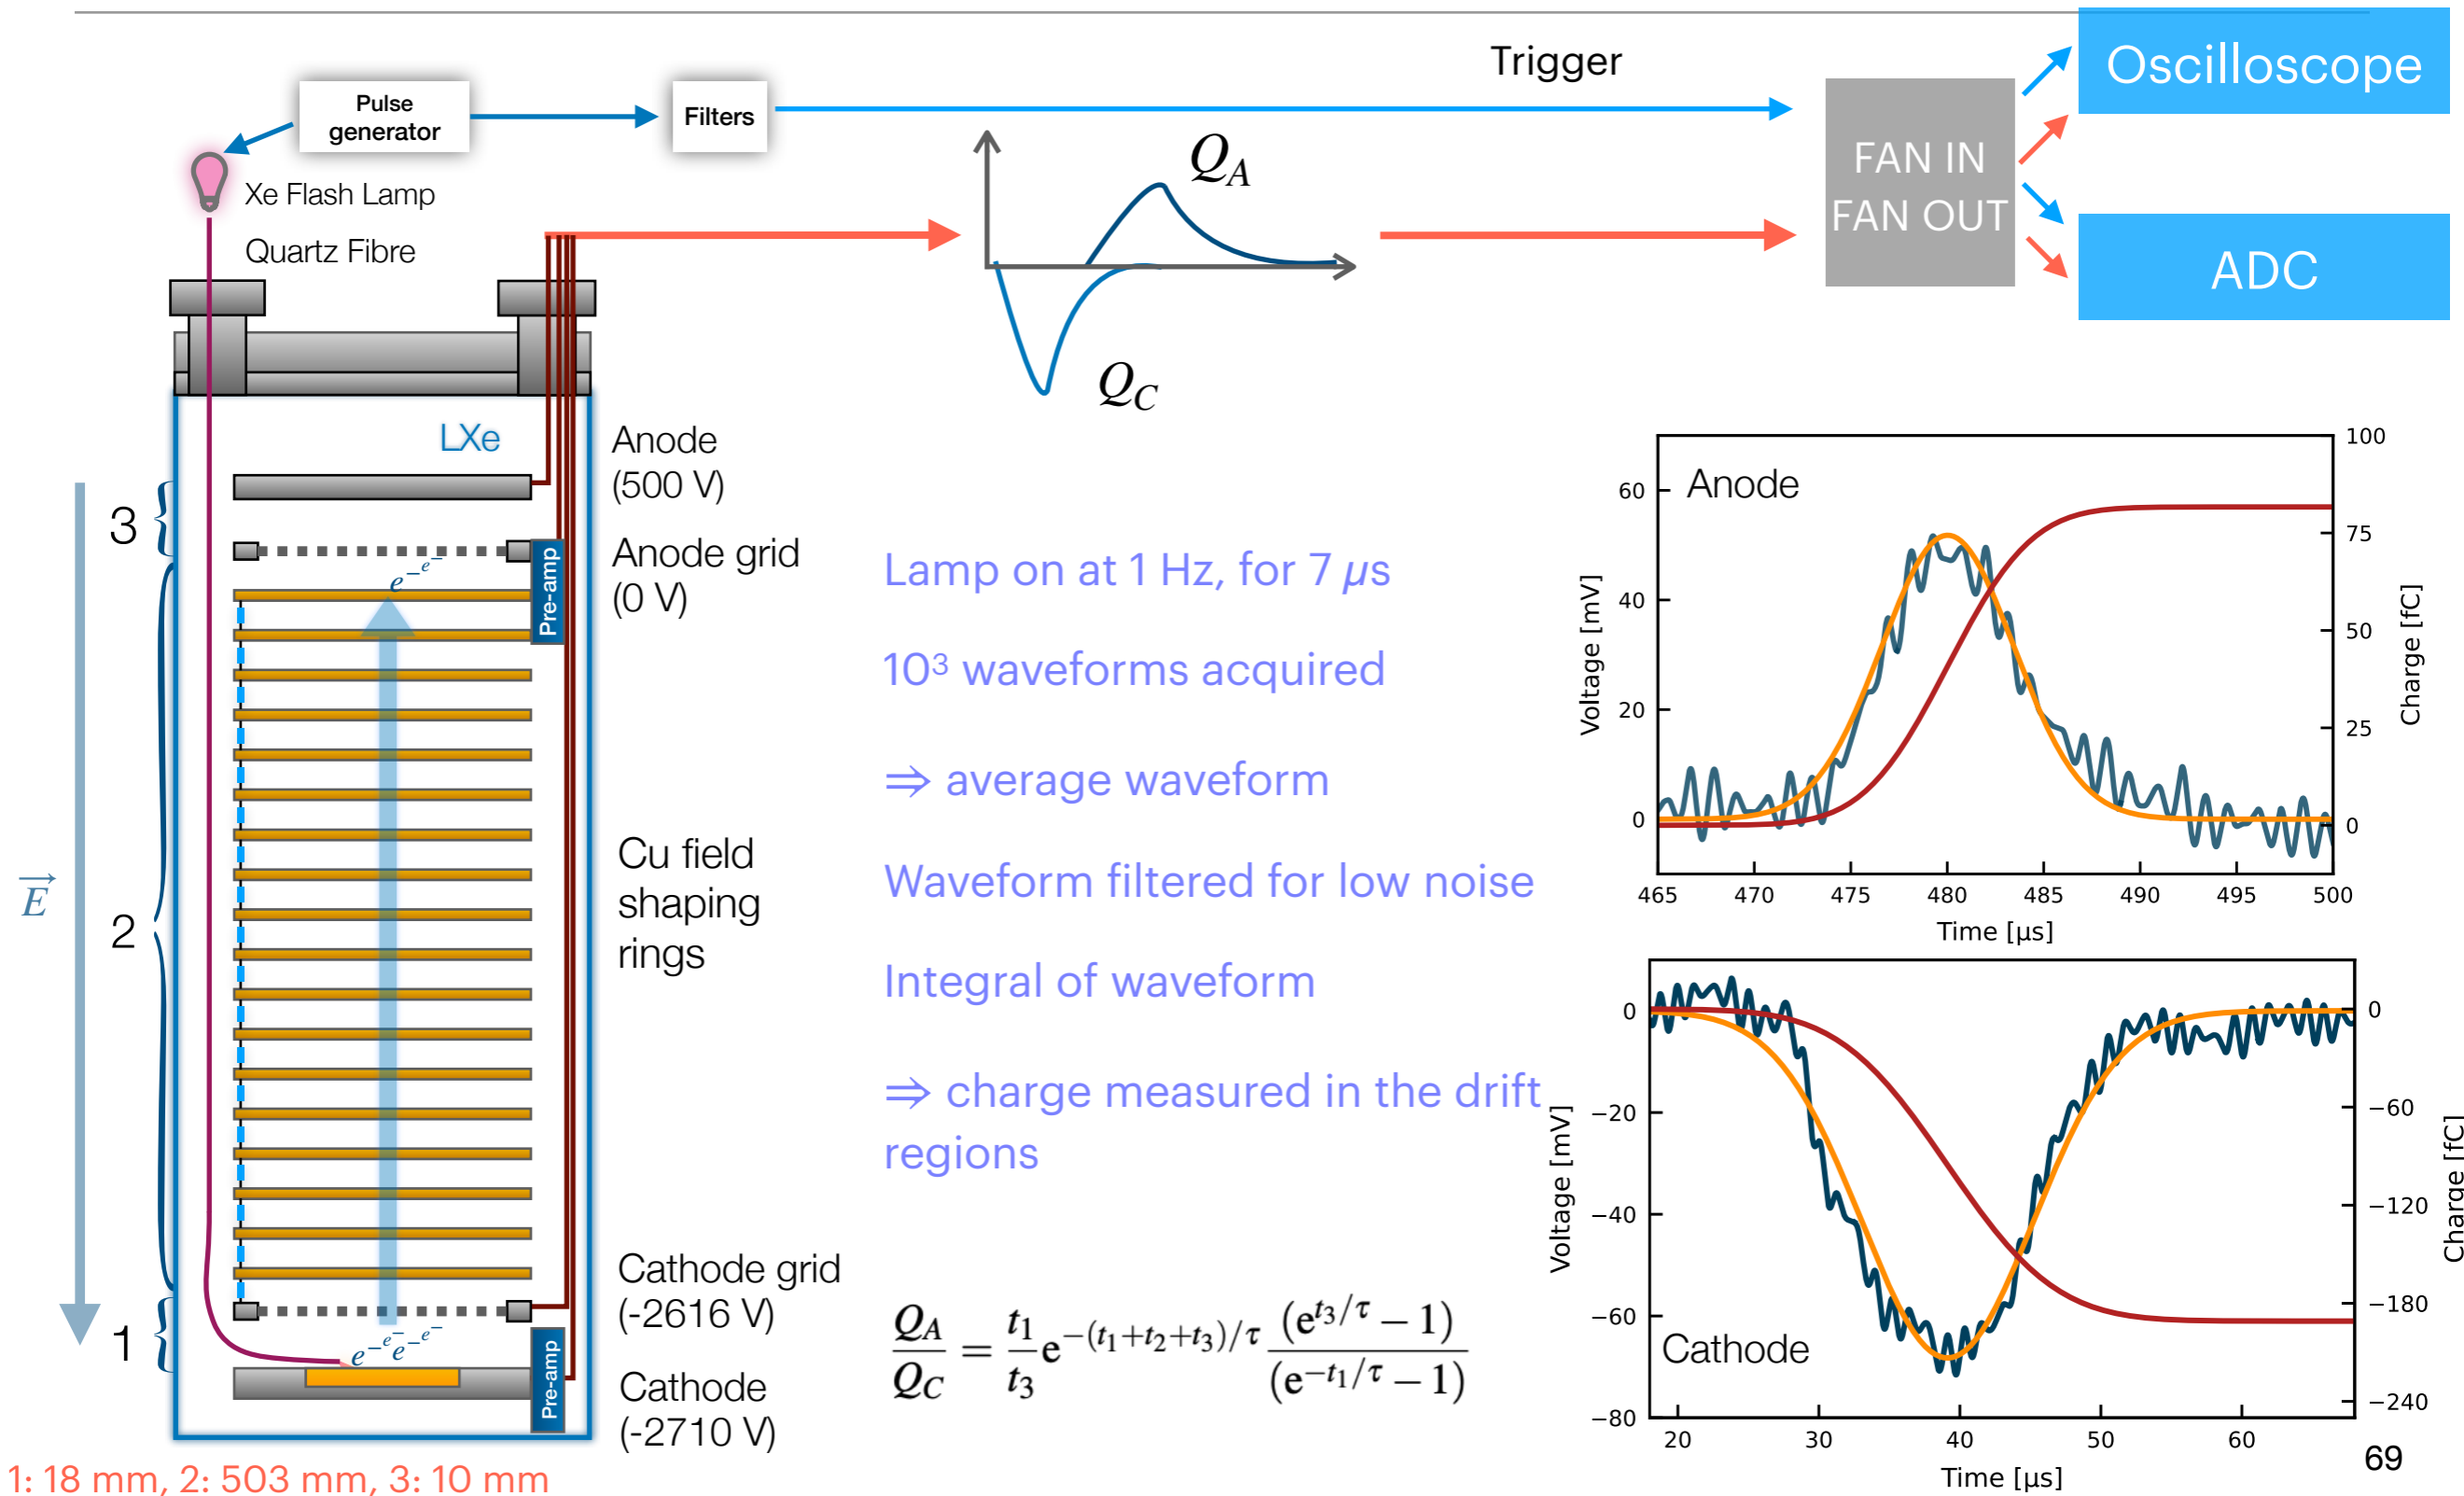 Trigger
Oscilloscope
Pulse
generator
Filters
FAN IN
FAN OUT
ADC
Xe Flash Lamp
Quartz Fibre
Q_A
Q_C
LXe
Anode
(500 V)
3
Anode grid
(0 V)
e⁻ e⁻
Pre-amp
E⃗
2
Cu field
shaping
rings
Cathode grid
(-2616 V)
1
e⁻ e⁻ e⁻ e⁻
Cathode
(-2710 V)
Pre-amp
1: 18 mm, 2: 503 mm, 3: 10 mm
Lamp on at 1 Hz, for 7 μs
10³ waveforms acquired
⇒ average waveform
Waveform filtered for low noise
Integral of waveform
⇒ charge measured in the drift
regions
Q_A/Q_C = t₁/t₃ e^{−(t₁+t₂+t₃)/τ} (e^{t₃/τ} − 1)/(e^{−t₁/τ} − 1)
Anode
Voltage [mV]
60
40
20
0
Charge [fC]
100
75
50
25
0
465 470 475 480 485 490 495 500
Time [μs]
Cathode
Voltage [mV]
0
−20
−40
−60
−80
Charge [fC]
0
−60
−120
−180
−240
20 30 40 50 60
Time [μs]
69